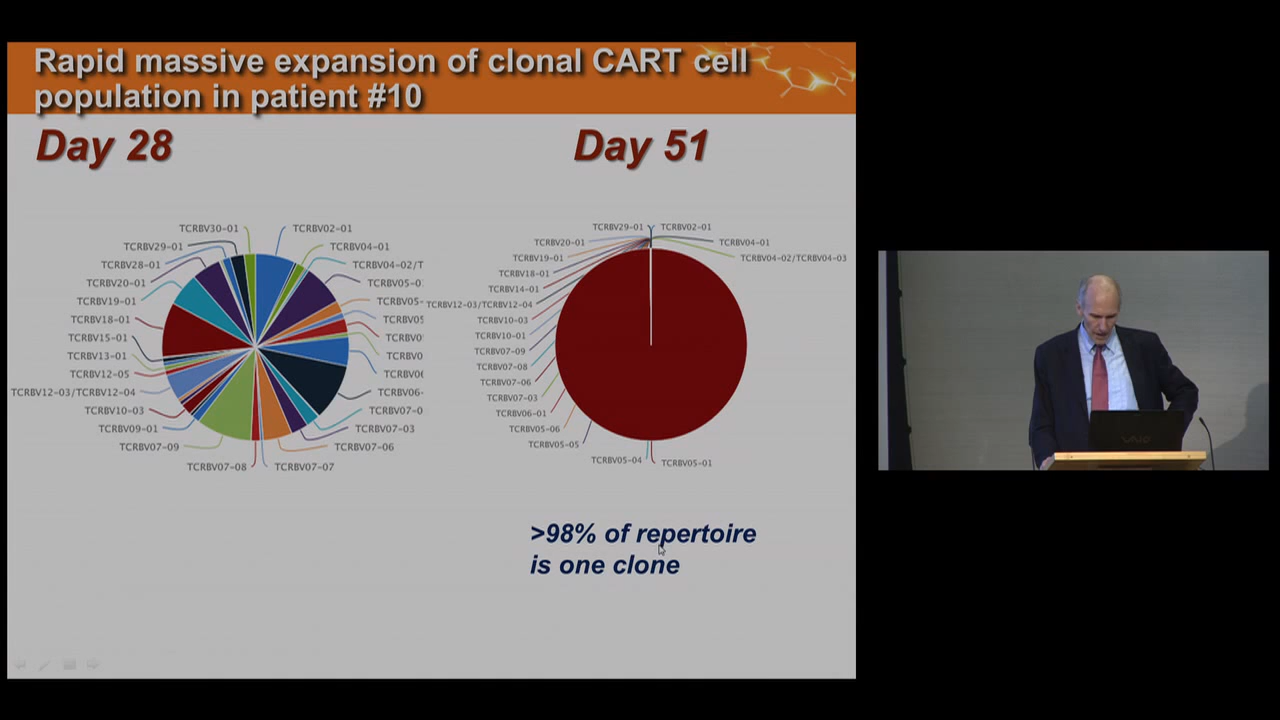 Rapid massive expansion of clonal CART cell
population in patient #10
Day 28
Day 51
TCRBV30-01
TCRBV02-01
TCRBV29-01
TCRBV04-01
TCRBV28-01
TCRBV04-02/T
TCRBV20-01
TCRBV05-0
TCRBV19-01
TCRBV05-
TCRBV18-01
TCRBV05
TCRBV15-01
TCRBV0
TCRBV13-01
TCRBV0
TCRBV12-05
TCRBV06
TCRBV12-03/TCRBV12-04
TCRBV06-
TCRBV10-03
TCRBV07-0
TCRBV09-01
TCRBV07-03
TCRBV07-09
TCRBV07-06
TCRBV07-08
TCRBV07-07
TCRBV29-01
TCRBV02-01
TCRBV20-01
TCRBV04-01
TCRBV19-01
TCRBV04-02/TCRBV04-03
TCRBV18-01
TCRBV14-01
TCRBV12-03/TCRBV12-04
TCRBV10-03
TCRBV10-01
TCRBV07-09
TCRBV07-08
TCRBV07-06
TCRBV07-03
TCRBV06-01
TCRBV05-06
TCRBV05-05
TCRBV05-04
TCRBV05-01
>98% of repertoire
is one clone
VAIO